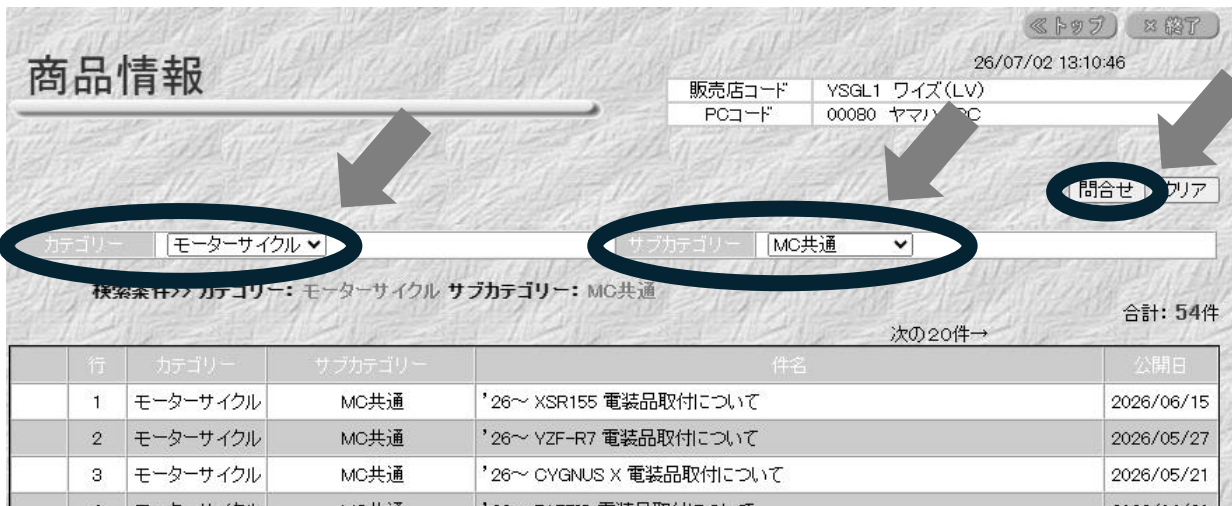 ≪トップ ×終了
商品情報
26/07/02 13:10:46
販売店コード YSGL1 ワイズ(LV)
PCコード 00080 ヤマハ
問合せ クリア
カテゴリー モーターサイクル サブカテゴリー MC共通
検索条件>> カテゴリー: モーターサイクル サブカテゴリー: MC共通
合計: 54件
次の20件→
行 カテゴリー サブカテゴリー 件名 公開日
1 モーターサイクル MC共通 '26～ XSR155 電装品取付について 2026/06/15
2 モーターサイクル MC共通 '26～ YZF-R7 電装品取付について 2026/05/27
3 モーターサイクル MC共通 '26～ CYGNUS X 電装品取付について 2026/05/21